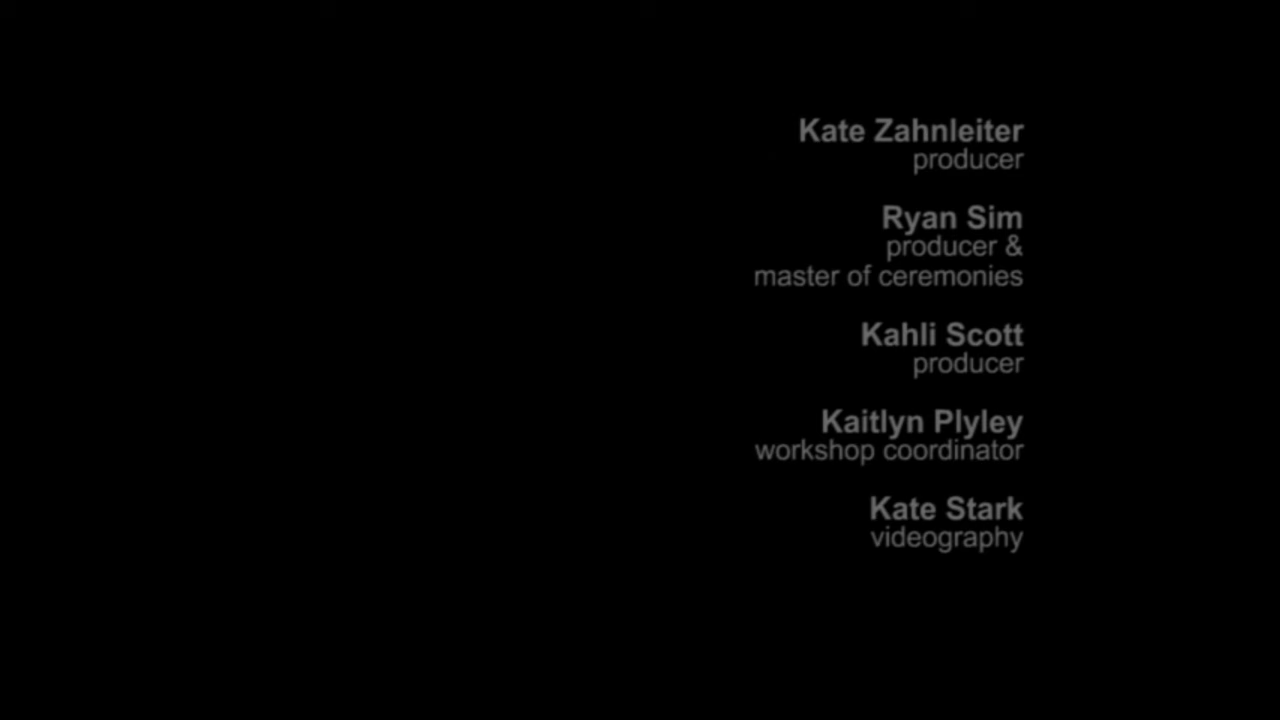 Kate Zahnleiter
producer
Ryan Sim
producer &
master of ceremonies
Kahli Scott
producer
Kaitlyn Plyley
workshop coordinator
Kate Stark
videography